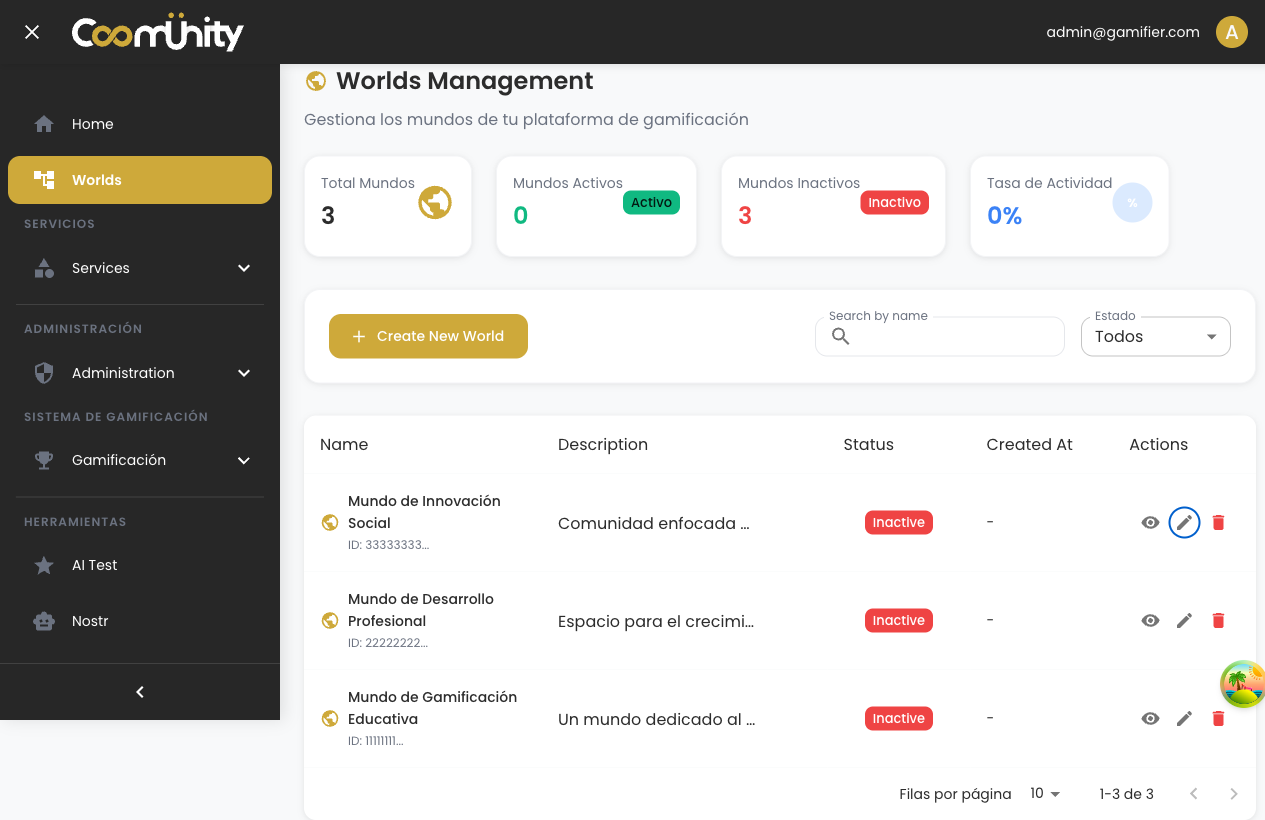 Coomünity
admin@gamifier.com
A
Home
Worlds
SERVICIOS
Services
ADMINISTRACIÓN
Administration
SISTEMA DE GAMIFICACIÓN
Gamificación
HERRAMIENTAS
AI Test
Nostr
Worlds Management
Gestiona los mundos de tu plataforma de gamificación
Total Mundos
3
Mundos Activos
0
Activo
Mundos Inactivos
3
Inactivo
Tasa de Actividad
0%
%
Create New World
Search by name
Estado
Todos
Name Description Status Created At Actions
Mundo de Innovación
Social
ID: 33333333...
Comunidad enfocada ...
Inactive
-
Mundo de Desarrollo
Profesional
ID: 22222222...
Espacio para el crecimi...
Inactive
-
Mundo de Gamificación
Educativa
ID: 11111111...
Un mundo dedicado al ...
Inactive
-
Filas por página 10 1-3 de 3